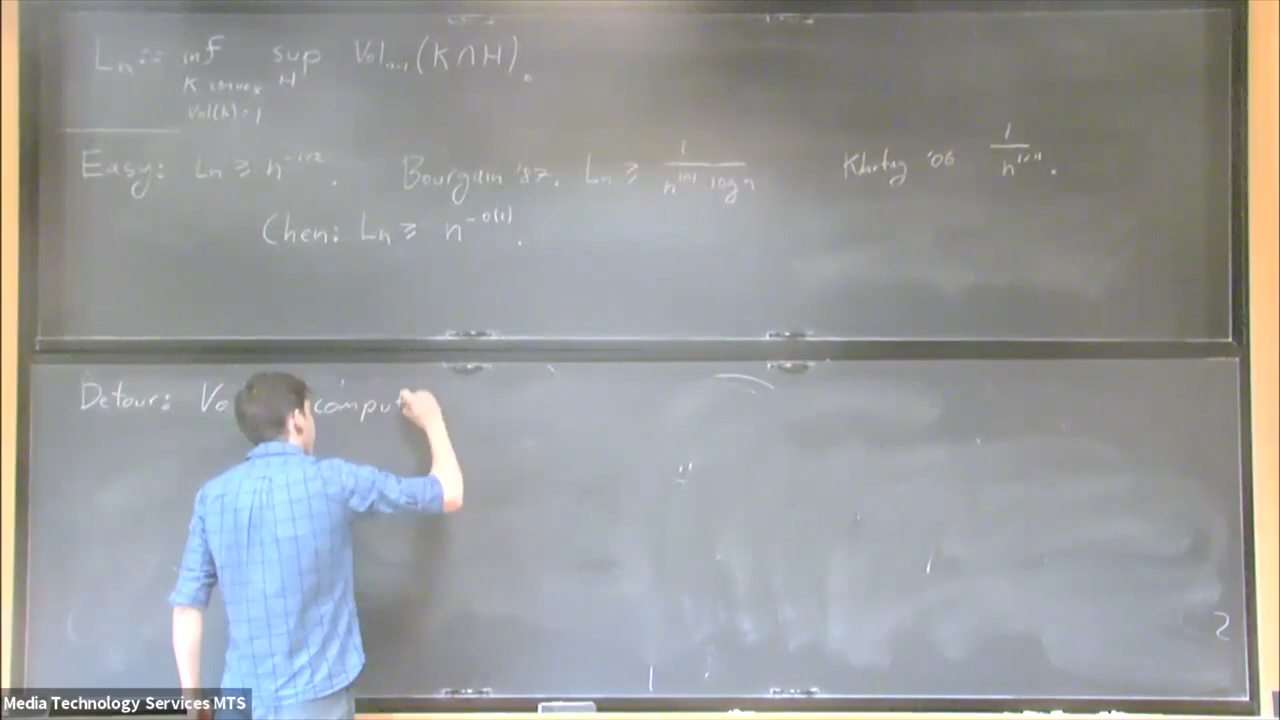 Ln := inf sup Vol_{n-1}(K∩H).
K convex H
Vol(K)=1
Easy: Ln ≥ n^{-1/2}. Bourgain '87. Ln ≥ 1/(n^{1/4} log n) Klartag '06 1/n^{1/4}.
Chen: Ln ≥ n^{-o(1)}.
Detour: Vo comput
Media Technology Services MTS